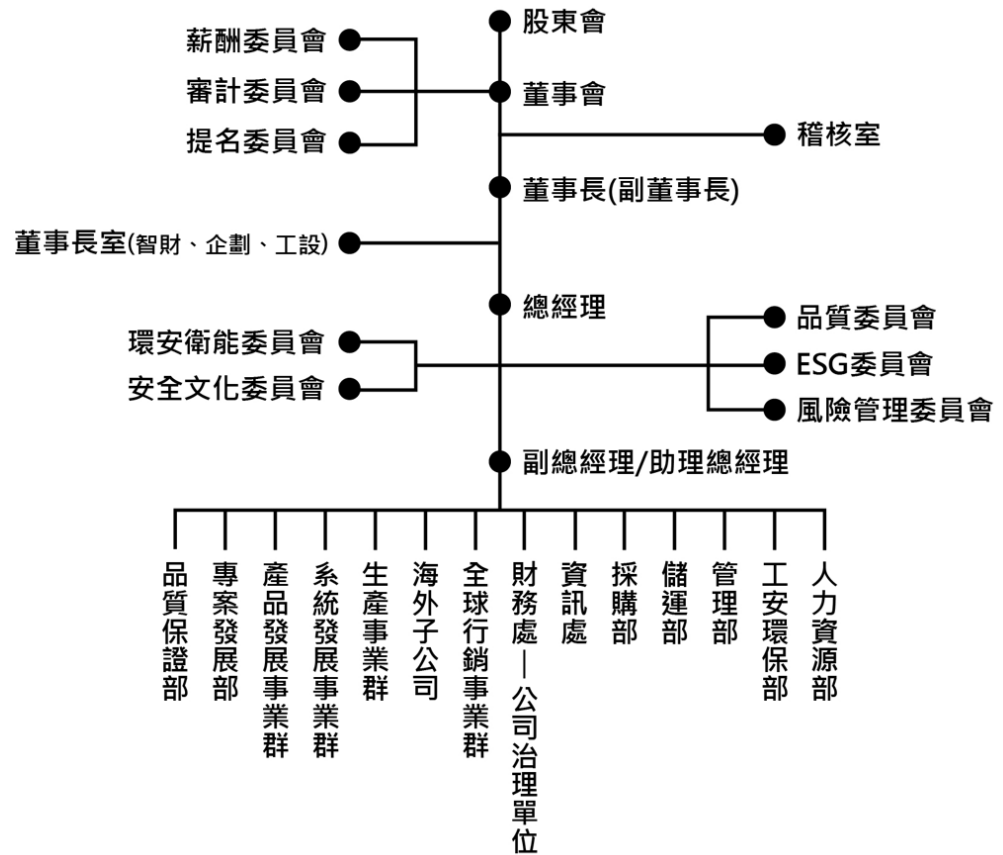 股東會
薪酬委員會
審計委員會
提名委員會
董事會
稽核室
董事長(副董事長)
董事長室(智財、企劃、工設)
總經理
環安衛能委員會
安全文化委員會
品質委員會
ESG委員會
風險管理委員會
副總經理/助理總經理
品質保證部
專案發展部
產品發展事業群
系統發展事業群
生產事業群
海外子公司
全球行銷事業群
財務處—公司治理單位
資訊處
採購部
儲運部
管理部
工安環保部
人力資源部